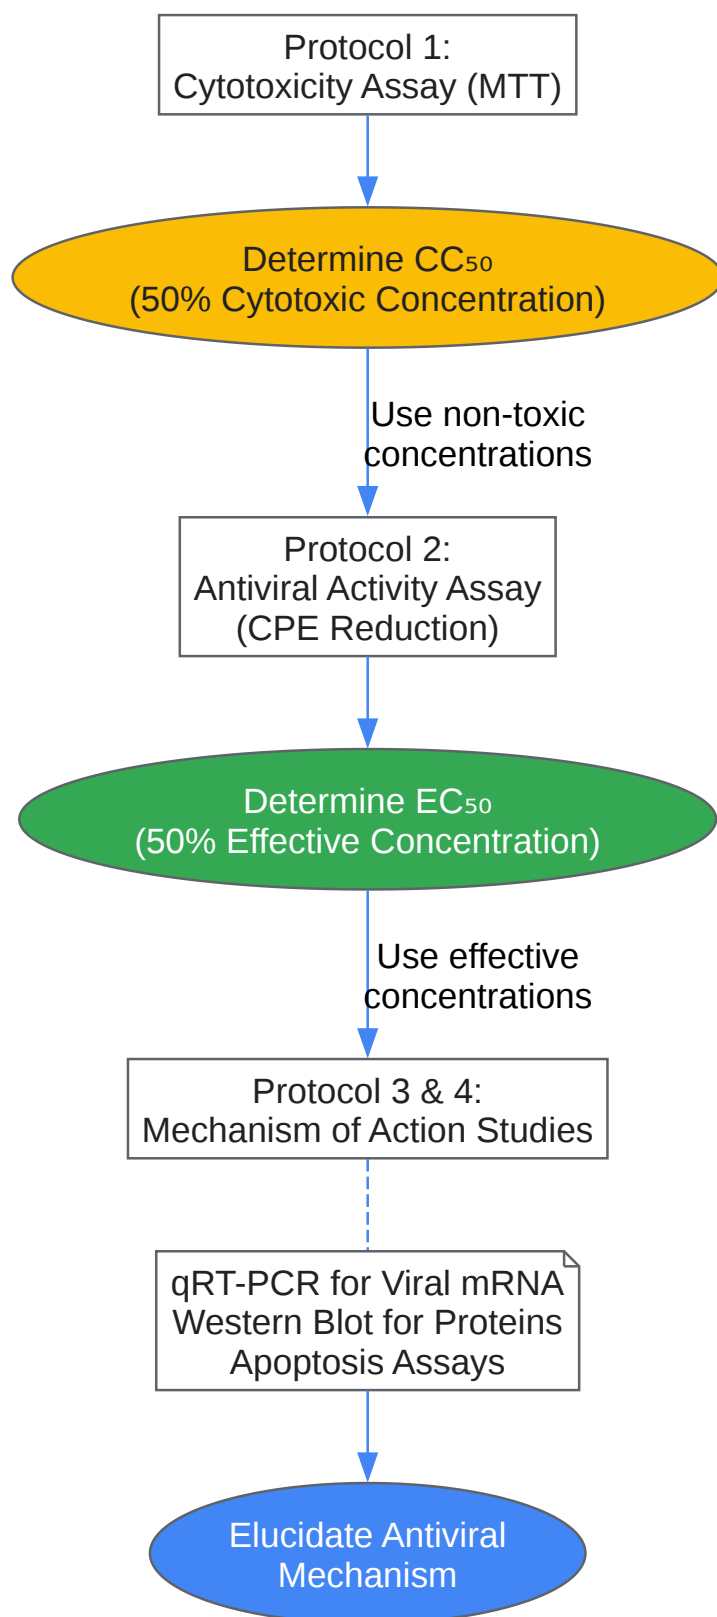 Protocol 1:
Cytotoxicity Assay (MTT)
Determine CC₅₀
(50% Cytotoxic Concentration)
Use non-toxic
concentrations
Protocol 2:
Antiviral Activity Assay
(CPE Reduction)
Determine EC₅₀
(50% Effective Concentration)
Use effective
concentrations
Protocol 3 & 4:
Mechanism of Action Studies
qRT-PCR for Viral mRNA
Western Blot for Proteins
Apoptosis Assays
Elucidate Antiviral
Mechanism